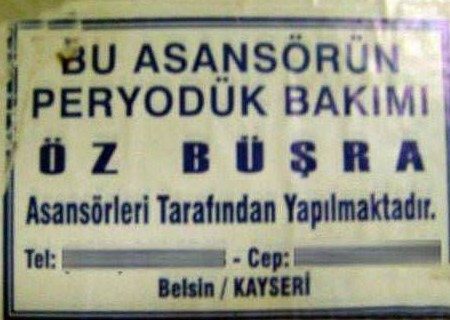 BU ASANSÖRÜN
PERYODÜK BAKIMI
ÖZ BÜŞRA
Asansörleri Tarafından Yapılmaktadır.
Tel: - Cep:
Belsin / KAYSERİ